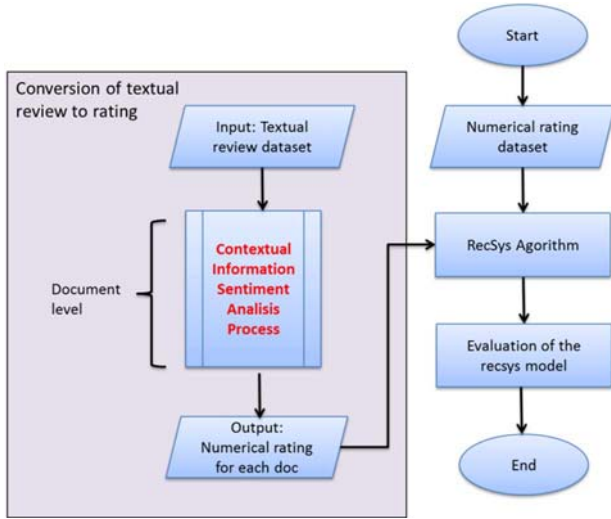 Start
Conversion of textual
review to rating
Input: Textual
review dataset
Numerical rating
dataset
Contextual
Information
Sentiment
Analisis
Process
RecSys Algorithm
Document
level
Evaluation of the
recsys model
Output:
Numerical rating
for each doc
End